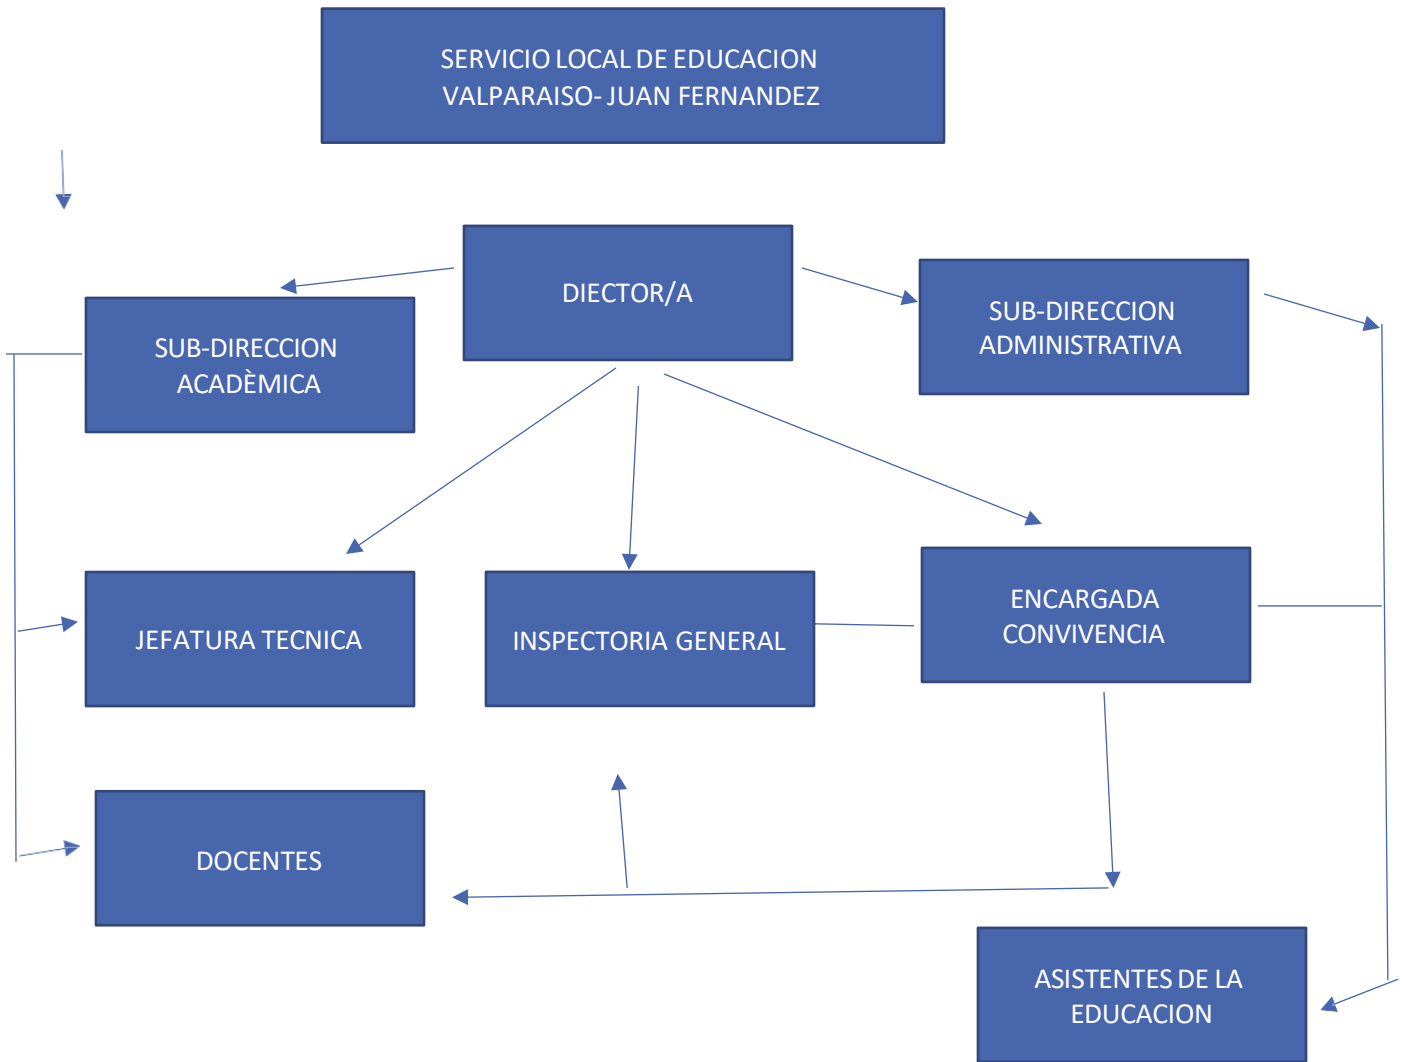 SERVICIO LOCAL DE EDUCACION
VALPARAISO- JUAN FERNANDEZ
DIECTOR/A
SUB-DIRECCION
ADMINISTRATIVA
SUB-DIRECCION
ACADÈMICA
JEFATURA TECNICA
INSPECTORIA GENERAL
ENCARGADA
CONVIVENCIA
DOCENTES
ASISTENTES DE LA
EDUCACION